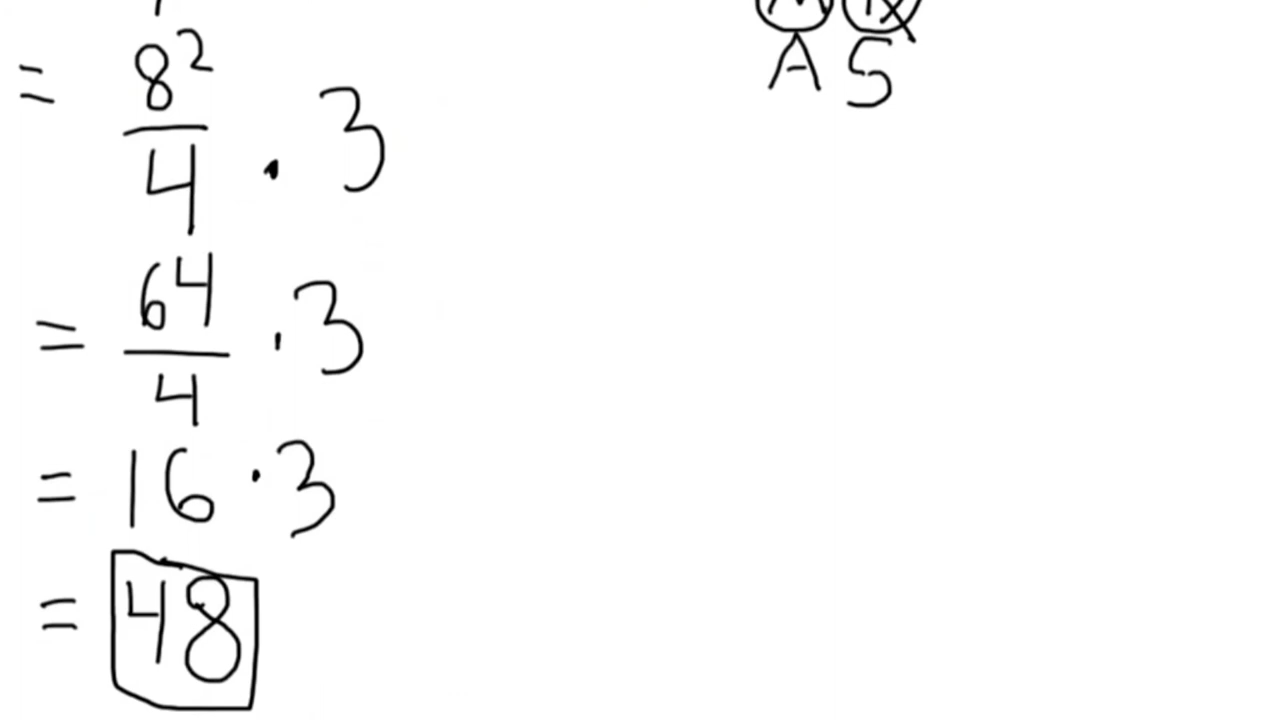 = 8² / 4 · 3
= 64 / 4 · 3
= 16 · 3
= 48
A S